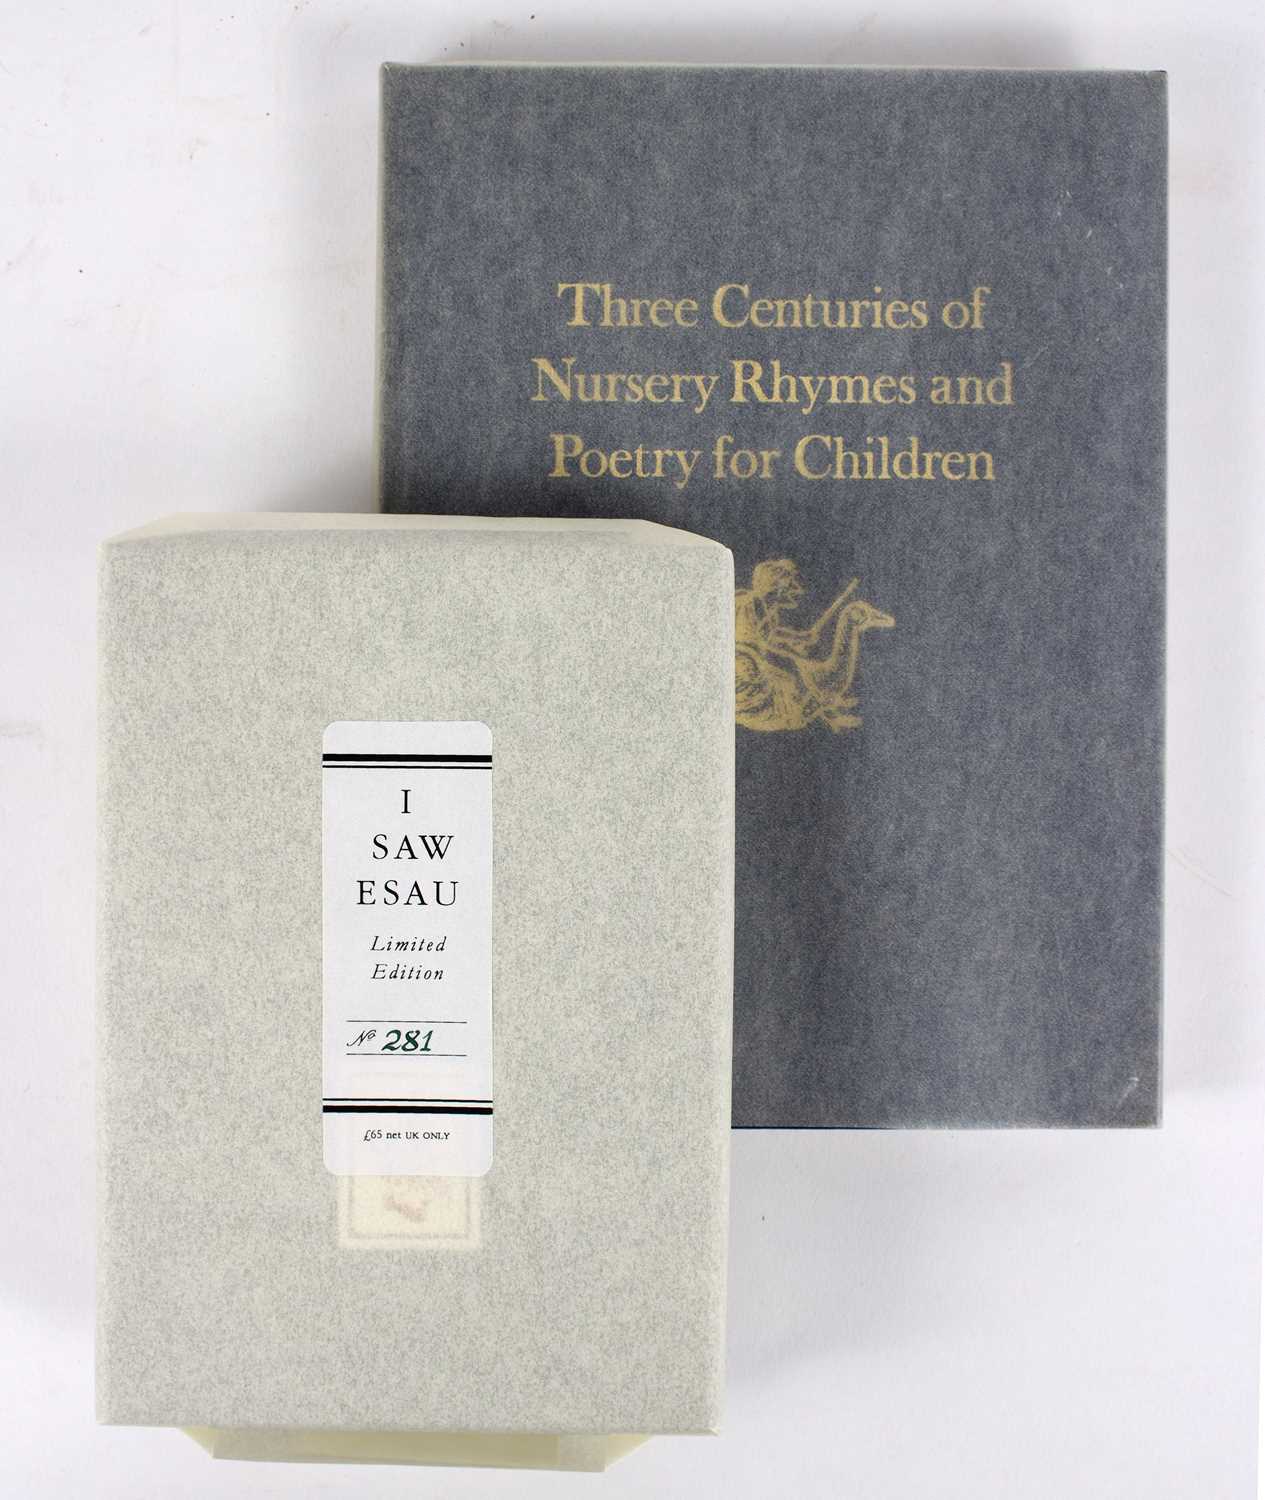 Three Centuries of
Nursery Rhymes and
Poetry for Children
I
SAW
ESAU
Limited
Edition
No 281
£65 net UK ONLY